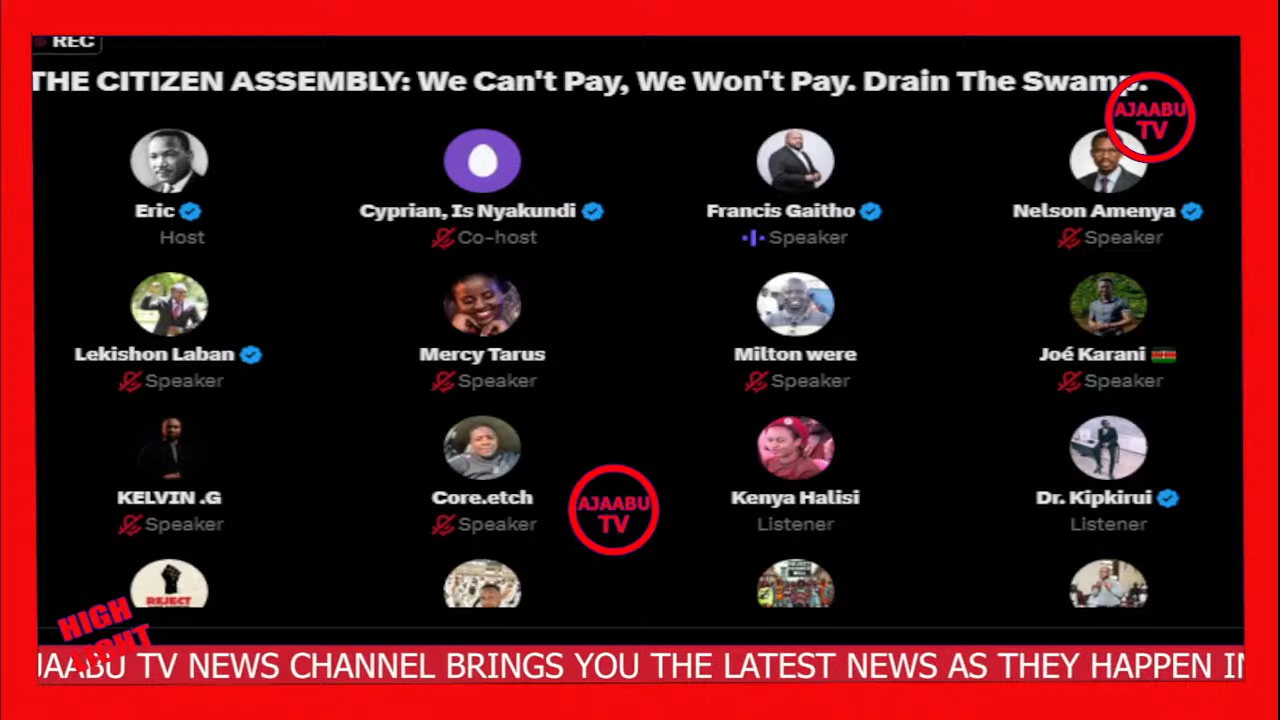 REC
THE CITIZEN ASSEMBLY: We Can't Pay, We Won't Pay. Drain The Swamp.
AJAABU
TV
Eric
Host
Cyprian, Is Nyakundi
Co-host
Francis Gaitho
Speaker
Nelson Amenya
Speaker
Lekishon Laban
Speaker
Mercy Tarus
Speaker
Milton were
Speaker
Joé Karani
Speaker
KELVIN .G
Speaker
Core.etch
Speaker
AJAABU
TV
Kenya Halisi
Listener
Dr. Kipkirui
Listener
REJECT
REJECT
HIGH
JAABU TV NEWS CHANNEL BRINGS YOU THE LATEST NEWS AS THEY HAPPEN IN